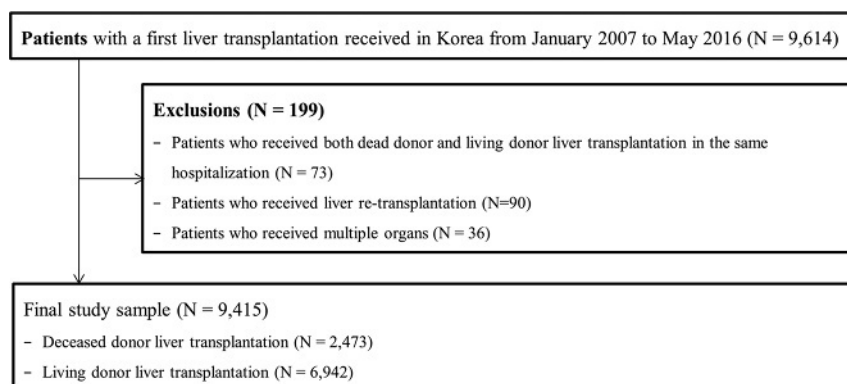 Patients with a first liver transplantation received in Korea from January 2007 to May 2016 (N = 9,614)
Exclusions (N = 199)
− Patients who received both dead donor and living donor liver transplantation in the same
hospitalization (N = 73)
− Patients who received liver re-transplantation (N=90)
− Patients who received multiple organs (N = 36)
Final study sample (N = 9,415)
− Deceased donor liver transplantation (N = 2,473)
− Living donor liver transplantation (N = 6,942)